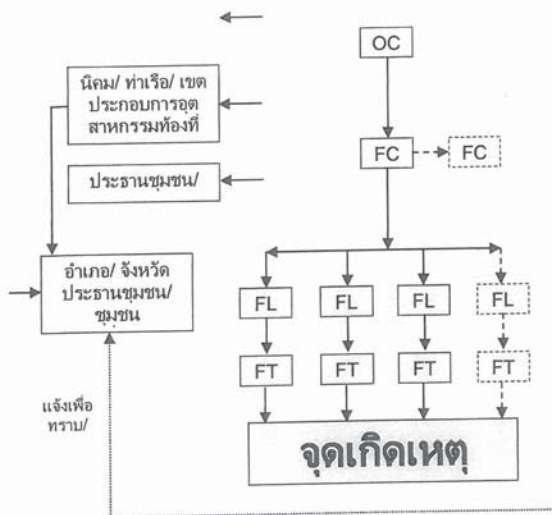 OC
นิคม/ ท่าเรือ/ เขต
ประกอบการอุต
สาหกรรมท้องที่
FC
FC
ประธานชุมชน/
อำเภอ/ จังหวัด
ประธานชุมชน/
ชุมชน
FL
FL
FL
FL
FT
FT
FT
FT
แจ้งเพื่อ
ทราบ/
จุดเกิดเหตุ